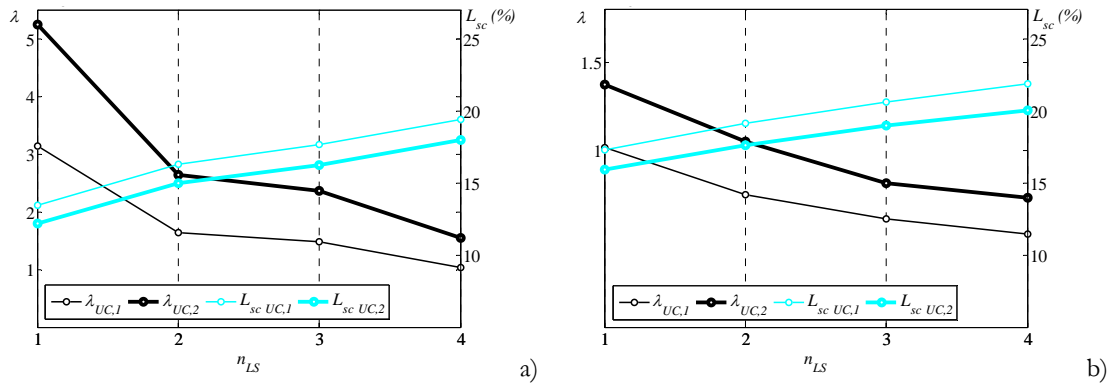 λ
L_sc (%)
5
4
3
2
1
25
20
15
10
λ_UC,1
λ_UC,2
L_sc UC,1
L_sc UC,2
1
2
3
4
n_LS
a)
λ
L_sc (%)
1.5
1
25
20
15
10
λ_UC,1
λ_UC,2
L_sc UC,1
L_sc UC,2
1
2
3
4
n_LS
b)